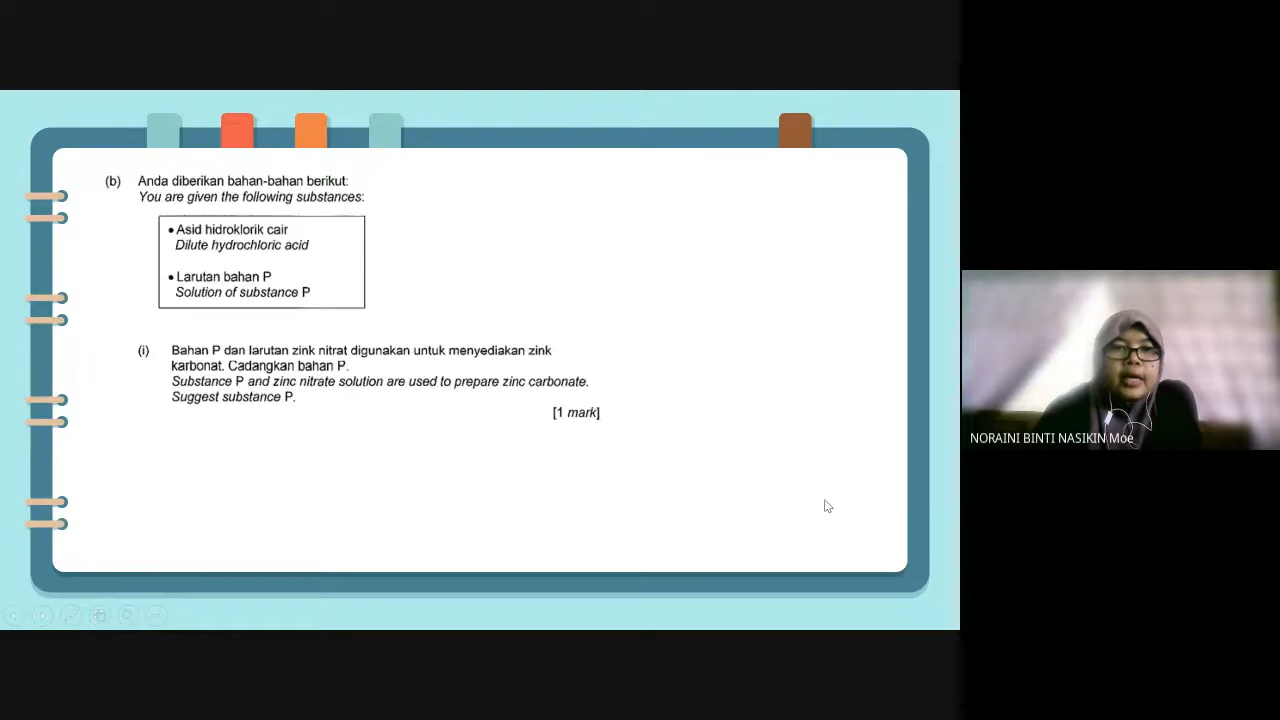 (b) Anda diberikan bahan-bahan berikut:
You are given the following substances:
• Asid hidroklorik cair
Dilute hydrochloric acid
• Larutan bahan P
Solution of substance P
(i) Bahan P dan larutan zink nitrat digunakan untuk menyediakan zink
karbonat. Cadangkan bahan P.
Substance P and zinc nitrate solution are used to prepare zinc carbonate.
Suggest substance P.
[1 mark]
NORAINI BINTI NASIKIN Moe